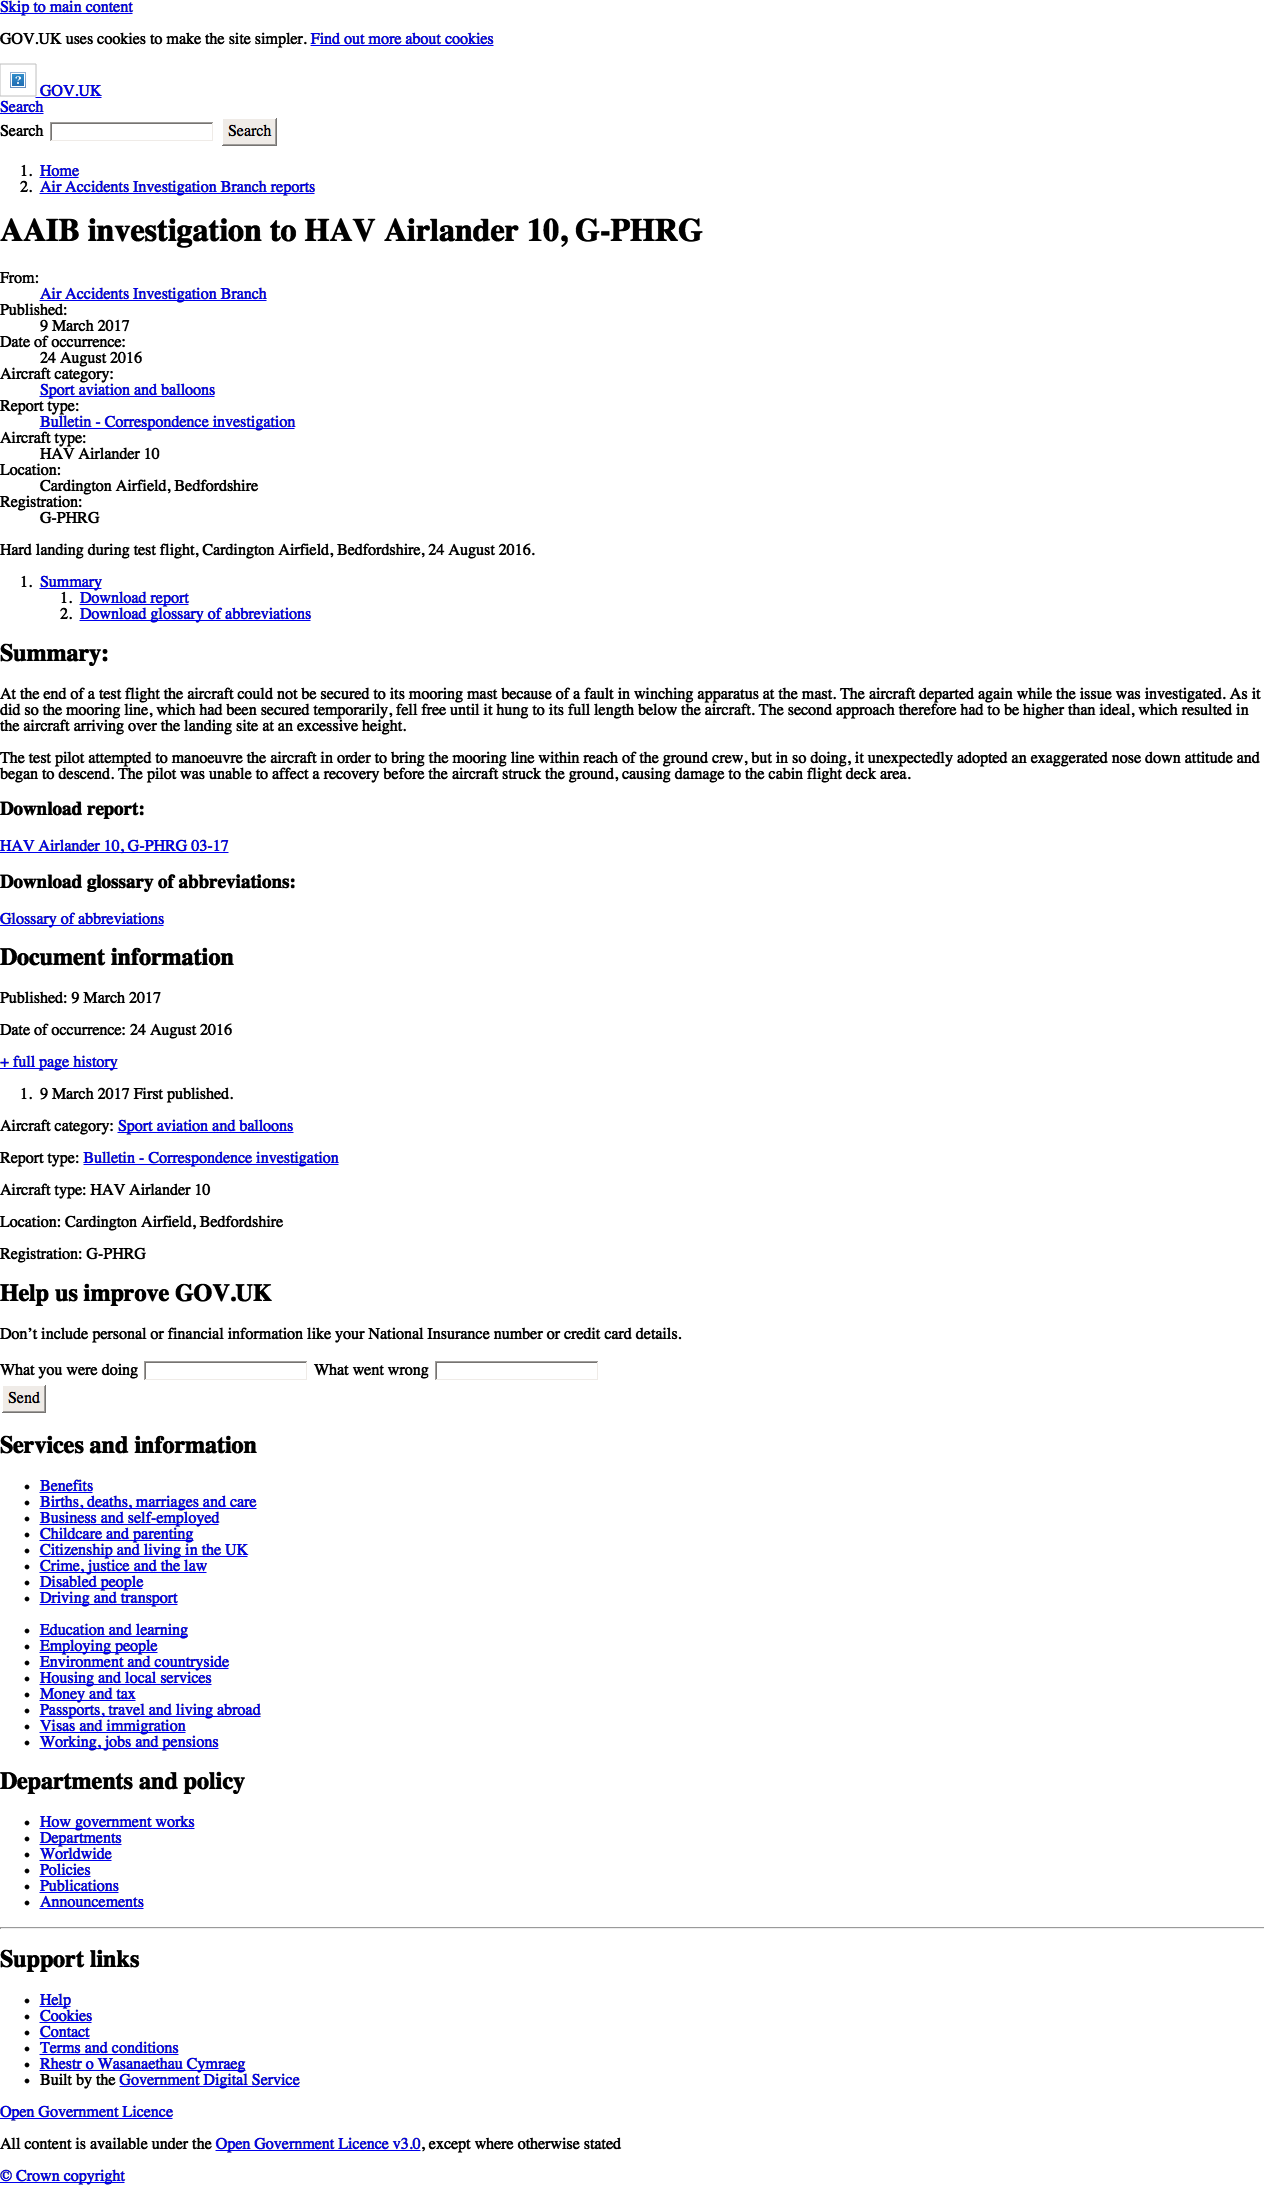 Skip to main content
GOV.UK uses cookies to make the site simpler. Find out more about cookies
GOV.UK
Search
Search Search
1. Home
2. Air Accidents Investigation Branch reports
AAIB investigation to HAV Airlander 10, G-PHRG
From:
Air Accidents Investigation Branch
Published:
9 March 2017
Date of occurrence:
24 August 2016
Aircraft category:
Sport aviation and balloons
Report type:
Bulletin - Correspondence investigation
Aircraft type:
HAV Airlander 10
Location:
Cardington Airfield, Bedfordshire
Registration:
G-PHRG
Hard landing during test flight, Cardington Airfield, Bedfordshire, 24 August 2016.
1. Summary
1. Download report
2. Download glossary of abbreviations
Summary:
At the end of a test flight the aircraft could not be secured to its mooring mast because of a fault in winching apparatus at the mast. The aircraft departed again while the issue was investigated. As it
did so the mooring line, which had been secured temporarily, fell free until it hung to its full length below the aircraft. The second approach therefore had to be higher than ideal, which resulted in
the aircraft arriving over the landing site at an excessive height.
The test pilot attempted to manoeuvre the aircraft in order to bring the mooring line within reach of the ground crew, but in so doing, it unexpectedly adopted an exaggerated nose down attitude and
began to descend. The pilot was unable to affect a recovery before the aircraft struck the ground, causing damage to the cabin flight deck area.
Download report:
HAV Airlander 10, G-PHRG 03-17
Download glossary of abbreviations:
Glossary of abbreviations
Document information
Published: 9 March 2017
Date of occurrence: 24 August 2016
+ full page history
1. 9 March 2017 First published.
Aircraft category: Sport aviation and balloons
Report type: Bulletin - Correspondence investigation
Aircraft type: HAV Airlander 10
Location: Cardington Airfield, Bedfordshire
Registration: G-PHRG
Help us improve GOV.UK
Don’t include personal or financial information like your National Insurance number or credit card details.
What you were doing What went wrong
Send
Services and information
• Benefits
• Births, deaths, marriages and care
• Business and self-employed
• Childcare and parenting
• Citizenship and living in the UK
• Crime, justice and the law
• Disabled people
• Driving and transport
• Education and learning
• Employing people
• Environment and countryside
• Housing and local services
• Money and tax
• Passports, travel and living abroad
• Visas and immigration
• Working, jobs and pensions
Departments and policy
• How government works
• Departments
• Worldwide
• Policies
• Publications
• Announcements
Support links
• Help
• Cookies
• Contact
• Terms and conditions
• Rhestr o Wasanaethau Cymraeg
• Built by the Government Digital Service
Open Government Licence
All content is available under the Open Government Licence v3.0, except where otherwise stated
© Crown copyright